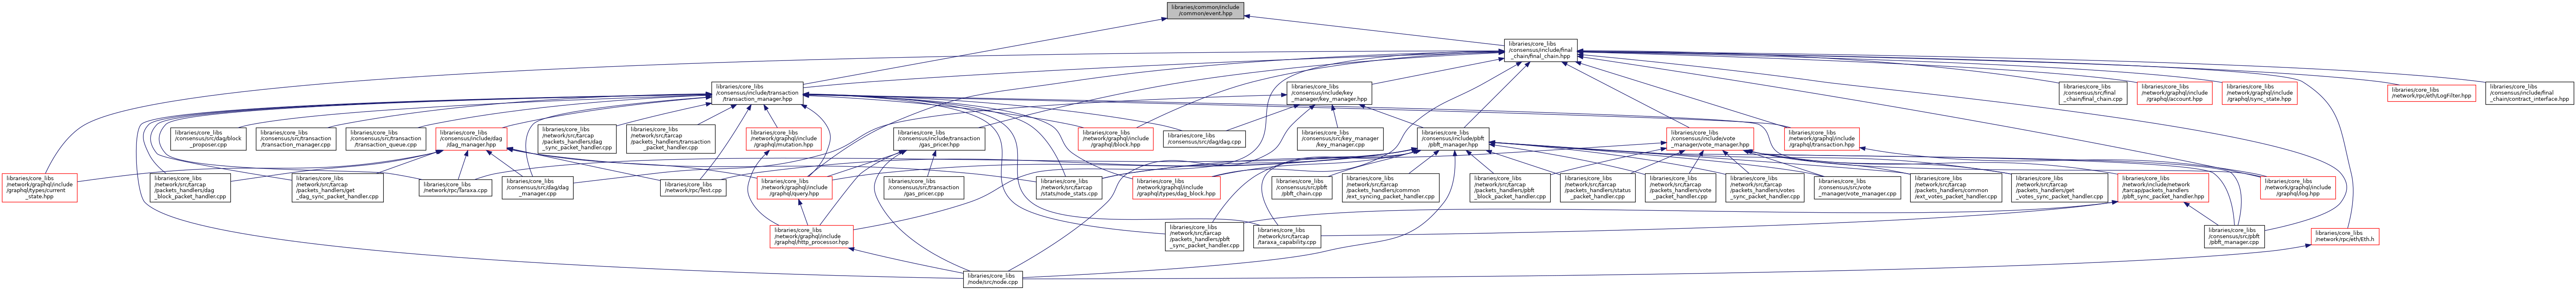 libraries/common/include
/common/event.hpp
libraries/core_libs
/consensus/include/final
_chain/final_chain.hpp
libraries/core_libs
/consensus/include/transaction
/transaction_manager.hpp
libraries/core_libs
/consensus/include/key
_manager/key_manager.hpp
libraries/core_libs
/consensus/src/final
_chain/final_chain.cpp
libraries/core_libs
/network/graphql/include
/graphql/account.hpp
libraries/core_libs
/network/graphql/include
/graphql/sync_state.hpp
libraries/core_libs
/network/rpc/eth/LogFilter.hpp
libraries/core_libs
/consensus/include/final
_chain/contract_interface.hpp
libraries/core_libs
/consensus/src/dag/block
_proposer.cpp
libraries/core_libs
/consensus/src/transaction
/transaction_manager.cpp
libraries/core_libs
/consensus/src/transaction
/transaction_queue.cpp
libraries/core_libs
/consensus/include/dag
/dag_manager.hpp
libraries/core_libs
/network/src/tarcap
/packets_handlers/dag
_sync_packet_handler.cpp
libraries/core_libs
/network/src/tarcap
/packets_handlers/transaction
_packet_handler.cpp
libraries/core_libs
/network/graphql/include
/graphql/mutation.hpp
libraries/core_libs
/consensus/include/transaction
/gas_pricer.hpp
libraries/core_libs
/network/graphql/include
/graphql/block.hpp
libraries/core_libs
/consensus/src/dag/dag.cpp
libraries/core_libs
/consensus/src/key_manager
/key_manager.cpp
libraries/core_libs
/consensus/include/pbft
/pbft_manager.hpp
libraries/core_libs
/consensus/include/vote
_manager/vote_manager.hpp
libraries/core_libs
/network/graphql/include
/graphql/transaction.hpp
libraries/core_libs
/network/graphql/include
/graphql/types/current
_state.hpp
libraries/core_libs
/network/src/tarcap
/packets_handlers/dag
_block_packet_handler.cpp
libraries/core_libs
/network/src/tarcap
/packets_handlers/get
_dag_sync_packet_handler.cpp
libraries/core_libs
/network/rpc/Taraxa.cpp
libraries/core_libs
/consensus/src/dag/dag
_manager.cpp
libraries/core_libs
/network/rpc/Test.cpp
libraries/core_libs
/network/graphql/include
/graphql/query.hpp
libraries/core_libs
/consensus/src/transaction
/gas_pricer.cpp
libraries/core_libs
/network/src/tarcap
/stats/node_stats.cpp
libraries/core_libs
/network/graphql/include
/graphql/types/dag_block.hpp
libraries/core_libs
/consensus/src/pbft
/pbft_chain.cpp
libraries/core_libs
/network/src/tarcap
/packets_handlers/common
/ext_syncing_packet_handler.cpp
libraries/core_libs
/network/src/tarcap
/packets_handlers/pbft
_block_packet_handler.cpp
libraries/core_libs
/network/src/tarcap
/packets_handlers/status
_packet_handler.cpp
libraries/core_libs
/network/src/tarcap
/packets_handlers/vote
_packet_handler.cpp
libraries/core_libs
/network/src/tarcap
/packets_handlers/votes
_sync_packet_handler.cpp
libraries/core_libs
/consensus/src/vote
_manager/vote_manager.cpp
libraries/core_libs
/network/src/tarcap
/packets_handlers/common
/ext_votes_packet_handler.cpp
libraries/core_libs
/network/src/tarcap
/packets_handlers/get
_votes_sync_packet_handler.cpp
libraries/core_libs
/network/include/network
/tarcap/packets_handlers
/pbft_sync_packet_handler.hpp
libraries/core_libs
/network/graphql/include
/graphql/log.hpp
libraries/core_libs
/network/graphql/include
/graphql/http_processor.hpp
libraries/core_libs
/network/src/tarcap
/packets_handlers/pbft
_sync_packet_handler.cpp
libraries/core_libs
/network/src/tarcap
/taraxa_capability.cpp
libraries/core_libs
/consensus/src/pbft
/pbft_manager.cpp
libraries/core_libs
/network/rpc/eth/Eth.h
libraries/core_libs
/node/src/node.cpp